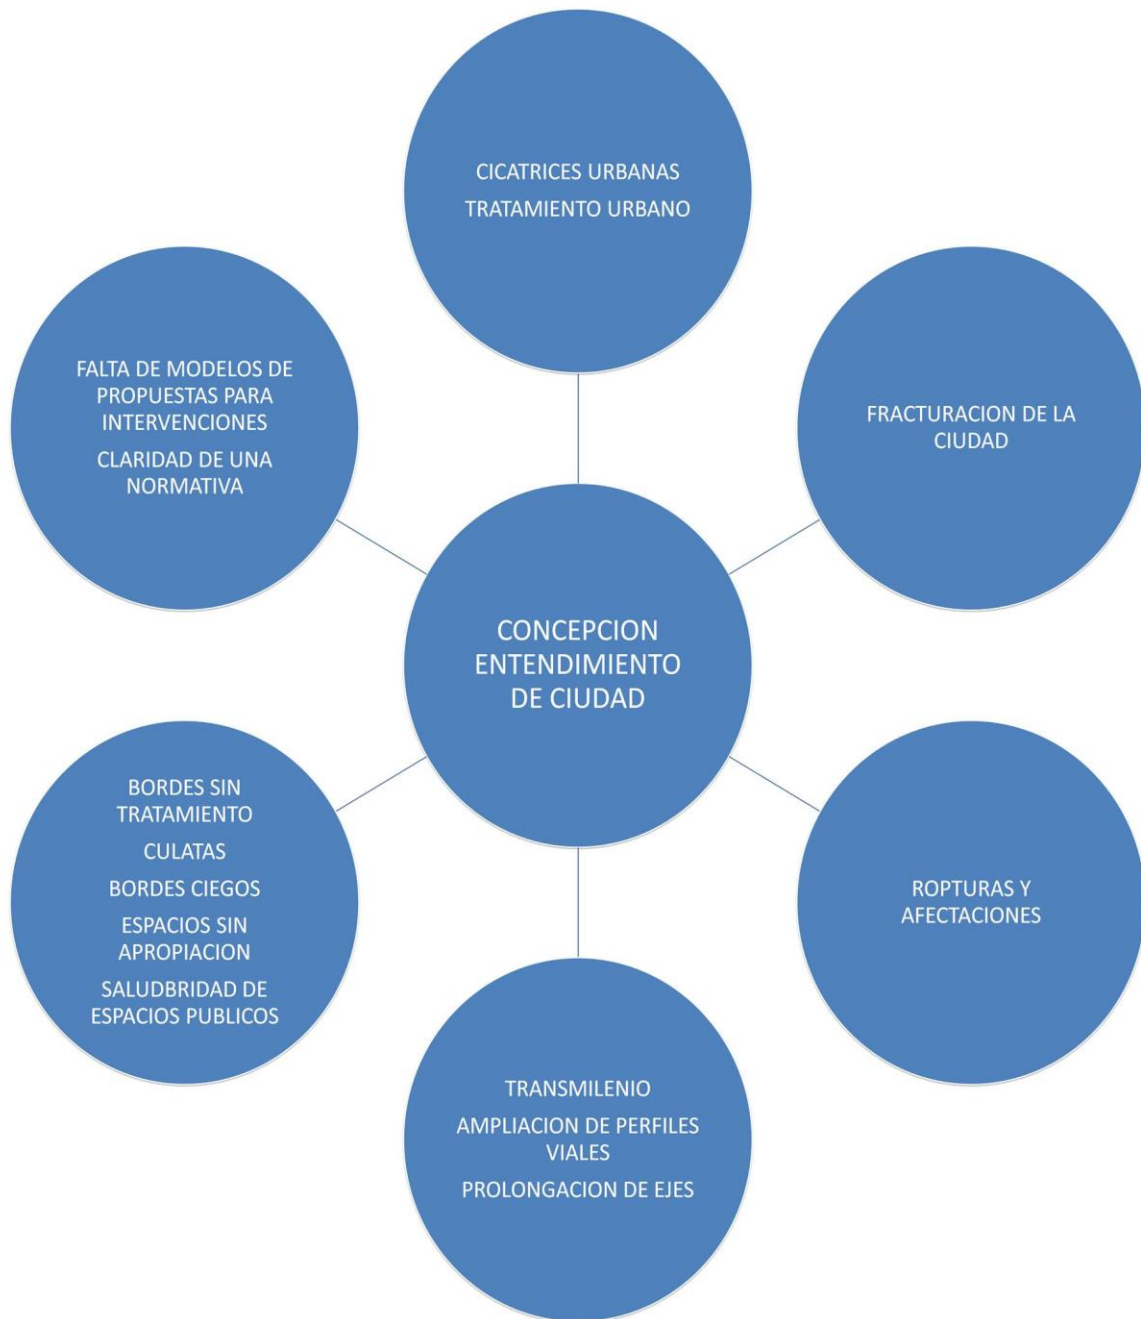 CICATRICES URBANAS
TRATAMIENTO URBANO
FALTA DE MODELOS DE
PROPUESTAS PARA
INTERVENCIONES
CLARIDAD DE UNA
NORMATIVA
FRACTURACION DE LA
CIUDAD
CONCEPCION
ENTENDIMIENTO
DE CIUDAD
BORDES SIN
TRATAMIENTO
CULATAS
BORDES CIEGOS
ESPACIOS SIN
APROPIACION
SALUDBRIDAD DE
ESPACIOS PUBLICOS
ROPTURAS Y
AFECTACIONES
TRANSMILENIO
AMPLIACION DE PERFILES
VIALES
PROLONGACION DE EJES